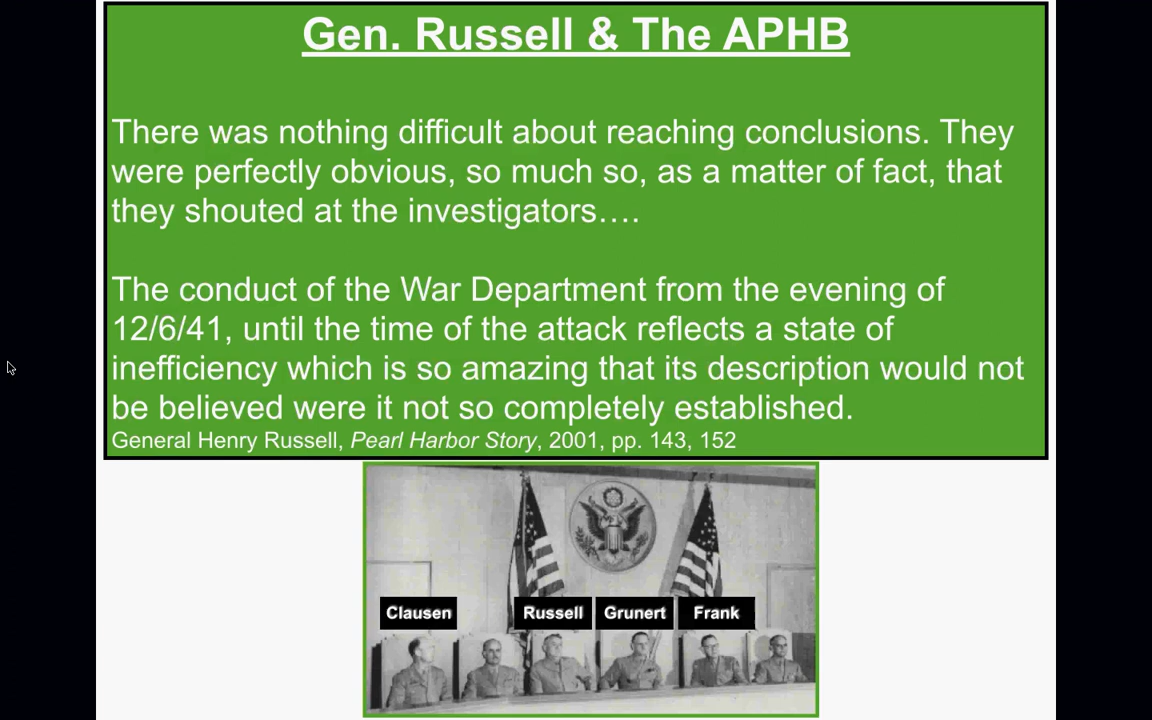 Gen. Russell & The APHB
There was nothing difficult about reaching conclusions. They
were perfectly obvious, so much so, as a matter of fact, that
they shouted at the investigators….
The conduct of the War Department from the evening of
12/6/41, until the time of the attack reflects a state of
inefficiency which is so amazing that its description would not
be believed were it not so completely established.
General Henry Russell, Pearl Harbor Story, 2001, pp. 143, 152
Clausen Russell Grunert Frank